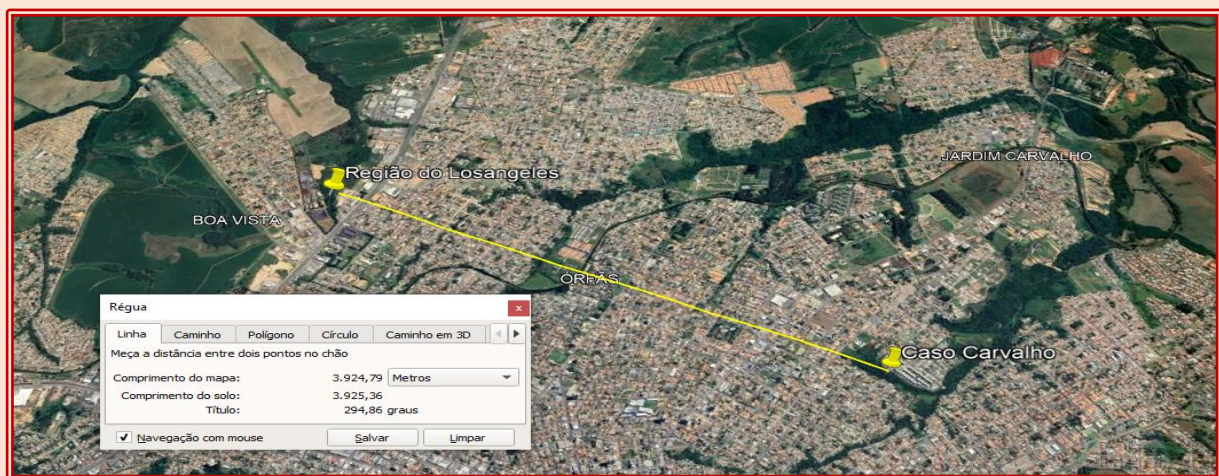 JARDIM CARVALHO
Região do Losangeles
BOA VISTA
ÓRFÃS
Régua
Linha Caminho Polígono Círculo Caminho em 3D
Meça a distância entre dois pontos no chão
Comprimento do mapa: 3.924,79 Metros
Comprimento do solo: 3.925,36
Título: 294,86 graus
Navegação com mouse Salvar Limpar
Caso Carvalho